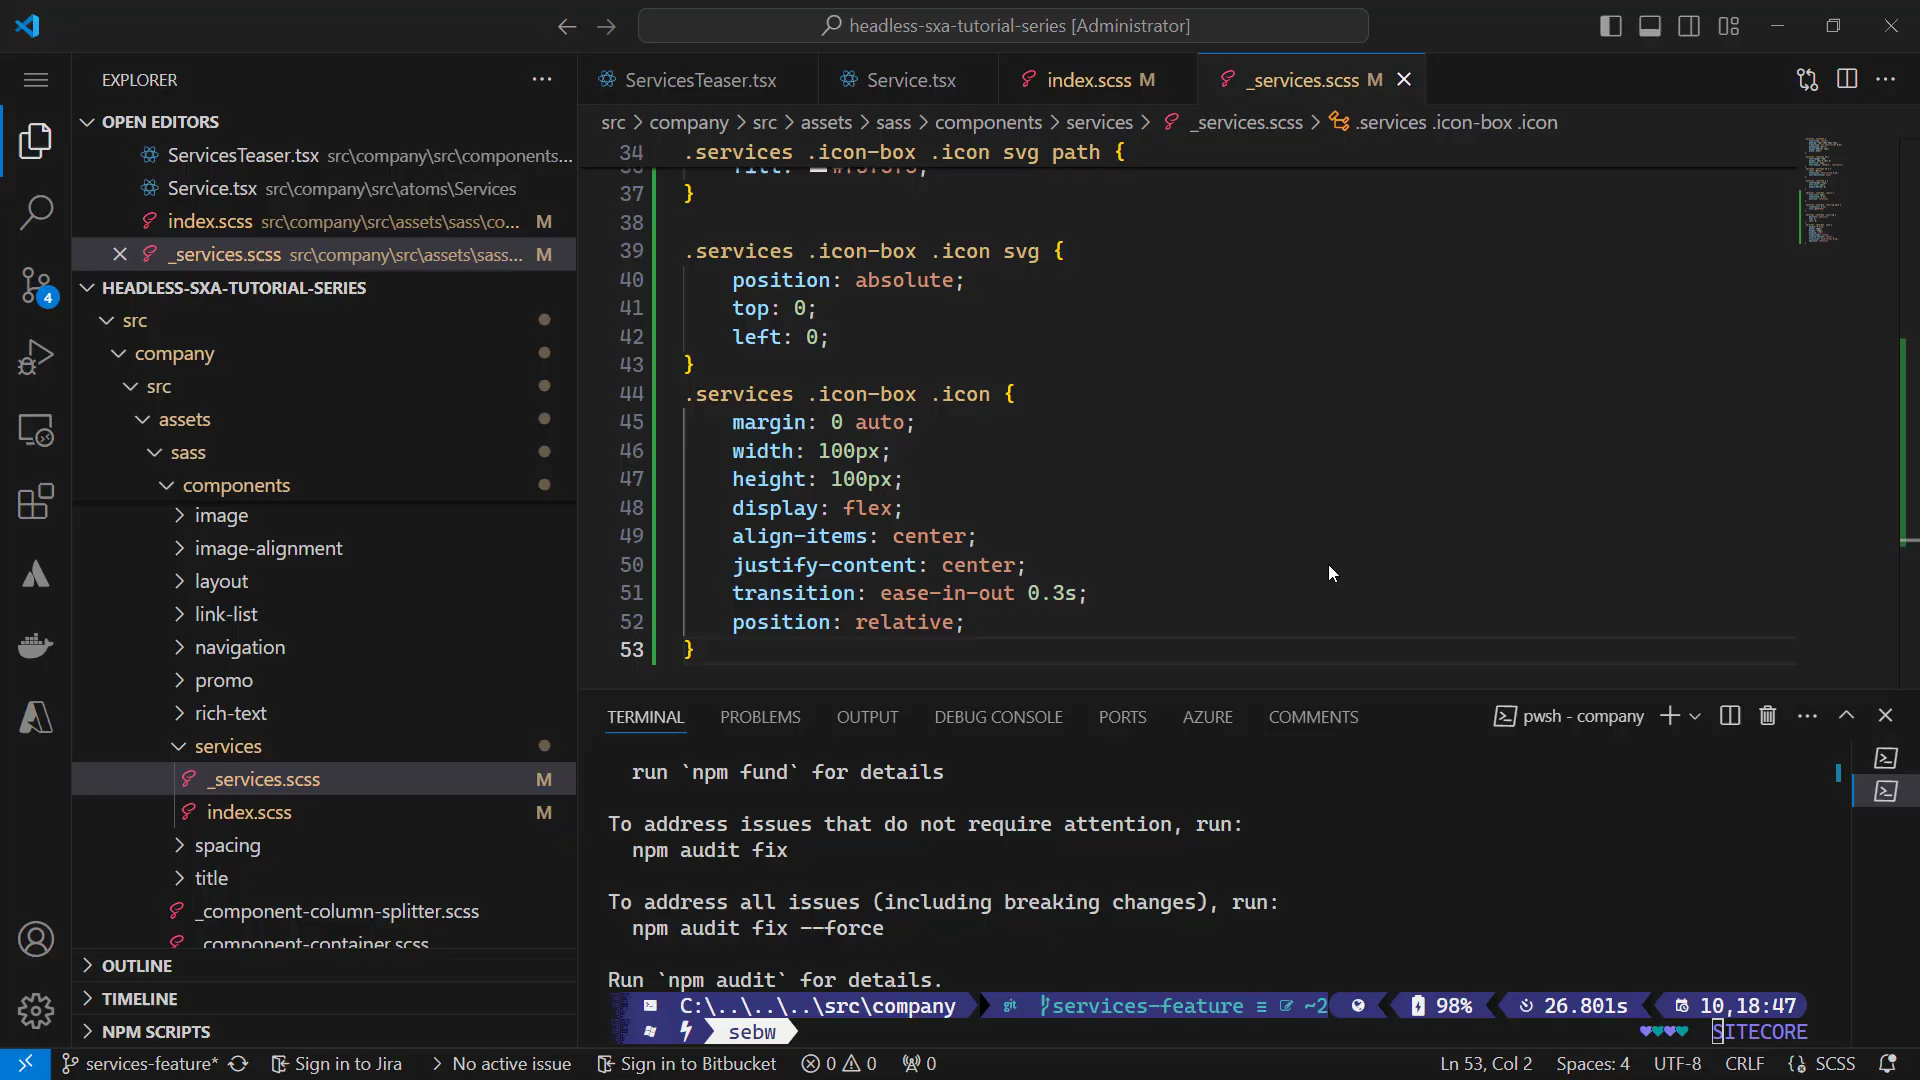 headless-sxa-tutorial-series [Administrator]
EXPLORER
OPEN EDITORS
ServicesTeaser.tsx src\company\src\components...
Service.tsx src\company\src\atoms\Services
index.scss src\company\src\assets\sass\co... M
_services.scss src\company\src\assets\sass... M
HEADLESS-SXA-TUTORIAL-SERIES
src
company
src
assets
sass
components
image
image-alignment
layout
link-list
navigation
promo
rich-text
services
_services.scss M
index.scss M
spacing
title
_component-column-splitter.scss
_component-container.scss
OUTLINE
TIMELINE
NPM SCRIPTS
4
ServicesTeaser.tsx
Service.tsx
index.scss M
_services.scss M
src > company > src > assets > sass > components > services > _services.scss > .services .icon-box .icon
34 .services .icon-box .icon svg path {
37 }
38
39 .services .icon-box .icon svg {
40 position: absolute;
41 top: 0;
42 left: 0;
43 }
44 .services .icon-box .icon {
45 margin: 0 auto;
46 width: 100px;
47 height: 100px;
48 display: flex;
49 align-items: center;
50 justify-content: center;
51 transition: ease-in-out 0.3s;
52 position: relative;
53 }
TERMINAL PROBLEMS OUTPUT DEBUG CONSOLE PORTS AZURE COMMENTS
pwsh - company
run `npm fund` for details
To address issues that do not require attention, run:
npm audit fix
To address all issues (including breaking changes), run:
npm audit fix --force
Run `npm audit` for details.
C:\..\..\..\src\company git services-feature ≡ ~2 98% 26.801s 10,18:47
sebw SITECORE
services-feature* Sign in to Jira No active issue Sign in to Bitbucket 0 0 0 Ln 53, Col 2 Spaces: 4 UTF-8 CRLF SCSS